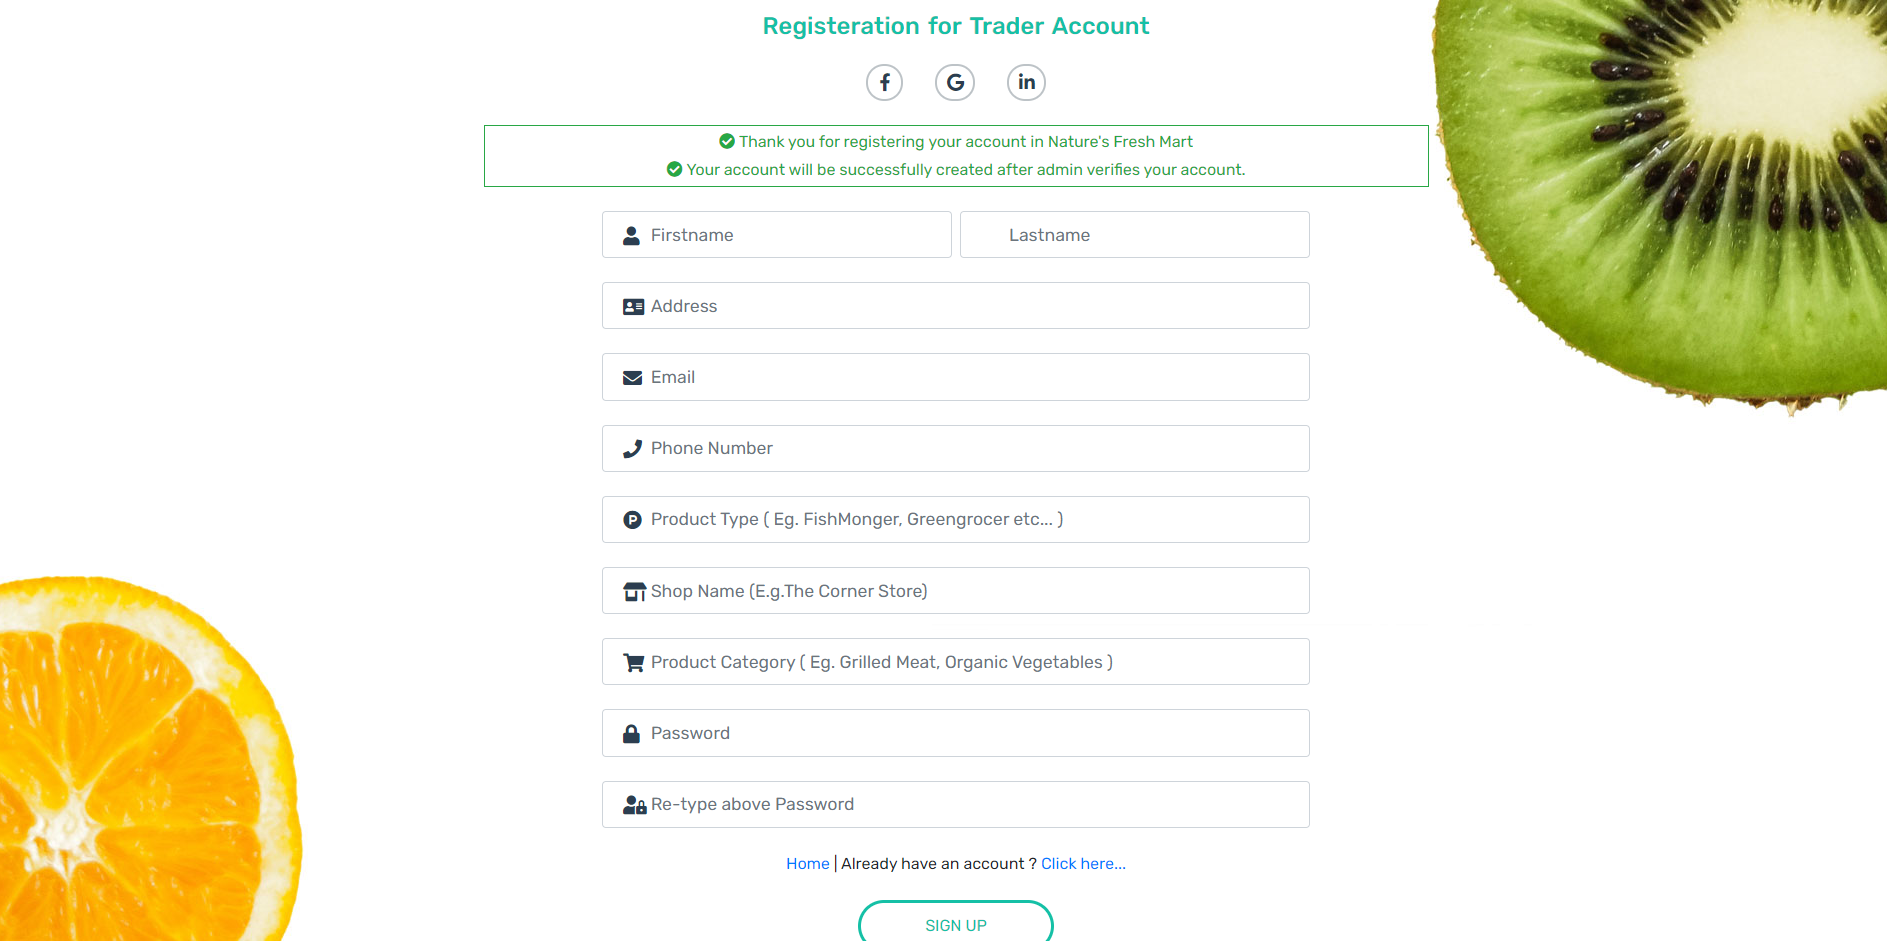 Registeration for Trader Account
Thank you for registering your account in Nature's Fresh Mart
Your account will be successfully created after admin verifies your account.
Firstname Lastname
Address
Email
Phone Number
Product Type ( Eg. FishMonger, Greengrocer etc... )
Shop Name (E.g.The Corner Store)
Product Category ( Eg. Grilled Meat, Organic Vegetables )
Password
Re-type above Password
Home | Already have an account ? Click here...
SIGN UP